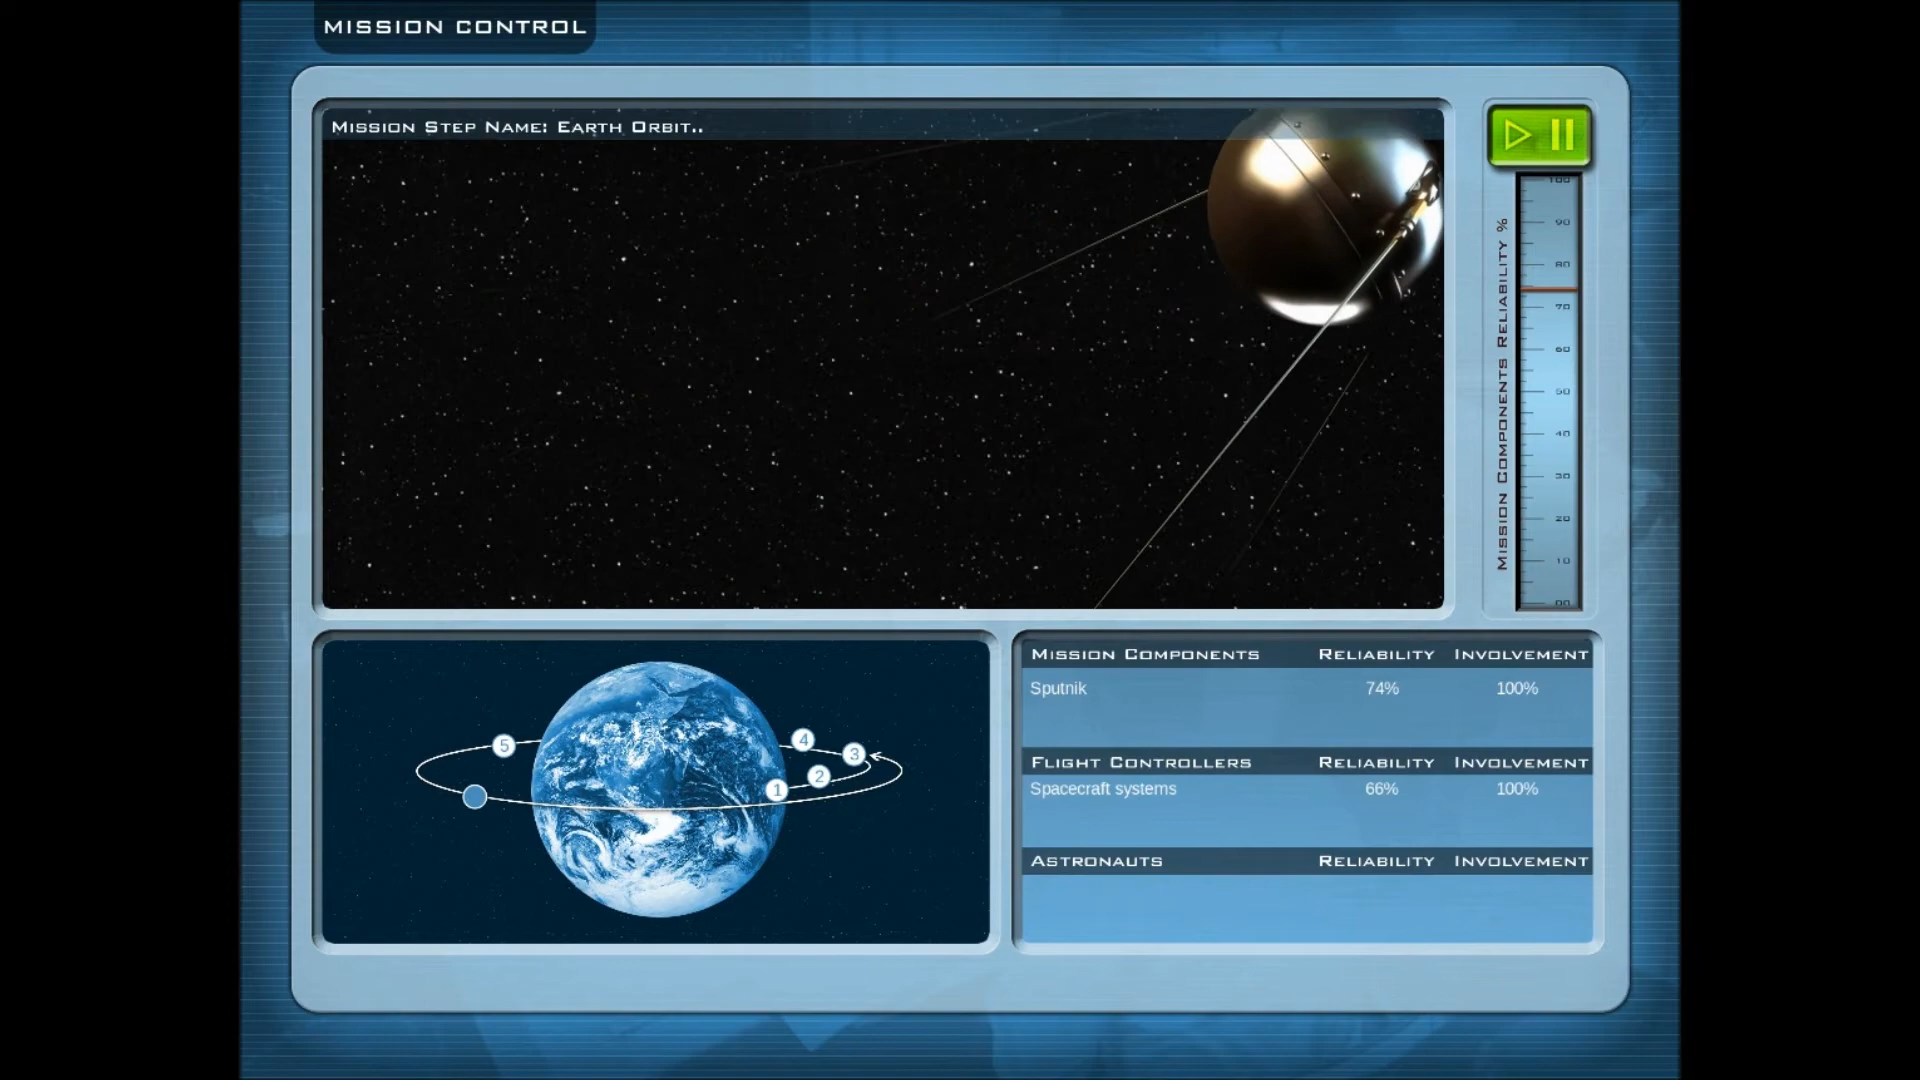 MISSION CONTROL
MISSION STEP NAME: EARTH ORBIT..
MISSION COMPONENTS RELIABILITY %
100
90
80
70
60
50
40
30
20
10
00
5
4
3
2
1
MISSION COMPONENTS RELIABILITY INVOLVEMENT
Sputnik 74% 100%
FLIGHT CONTROLLERS RELIABILITY INVOLVEMENT
Spacecraft systems 66% 100%
ASTRONAUTS RELIABILITY INVOLVEMENT